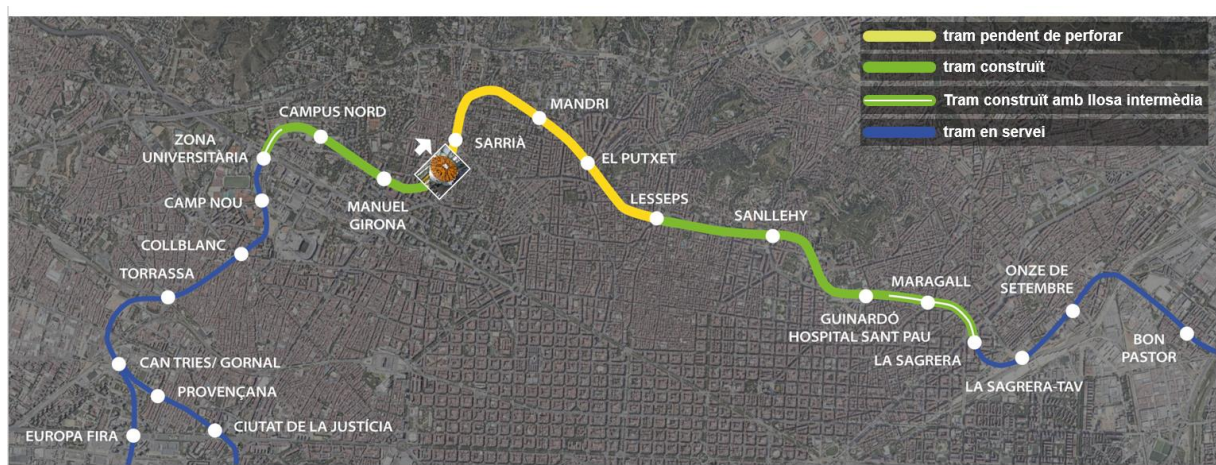 tram pendent de perforar
tram construït
Tram construït amb llosa intermèdia
tram en servei
CAMPUS NORD
ZONA
UNIVERSITÀRIA
CAMP NOU
COLLBLANC
TORRASSA
CAN TRIES/ GORNAL
PROVENÇANA
EUROPA FIRA
CIUTAT DE LA JUSTÍCIA
MANUEL
GIRONA
SARRIÀ
MANDRI
EL PUTXET
LESSEPS
SANLLEHY
MARAGALL
GUINARDÓ
HOSPITAL SANT PAU
LA SAGRERA
ONZE DE
SETEMBRE
LA SAGRERA-TAV
BON
PASTOR